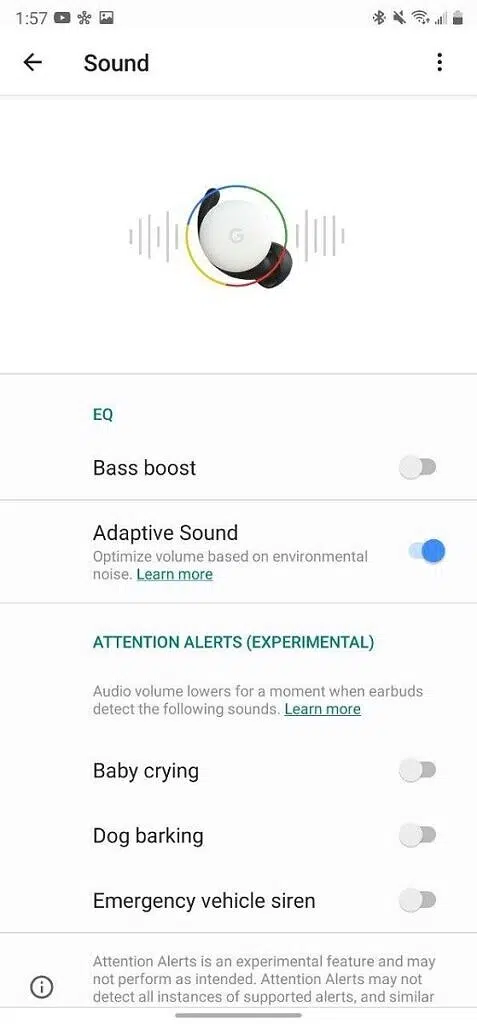 1:57
Sound
G
EQ
Bass boost
Adaptive Sound
Optimize volume based on environmental
noise. Learn more
ATTENTION ALERTS (EXPERIMENTAL)
Audio volume lowers for a moment when earbuds
detect the following sounds. Learn more
Baby crying
Dog barking
Emergency vehicle siren
Attention Alerts is an experimental feature and may
not perform as intended. Attention Alerts may not
detect all instances of supported alerts, and similar